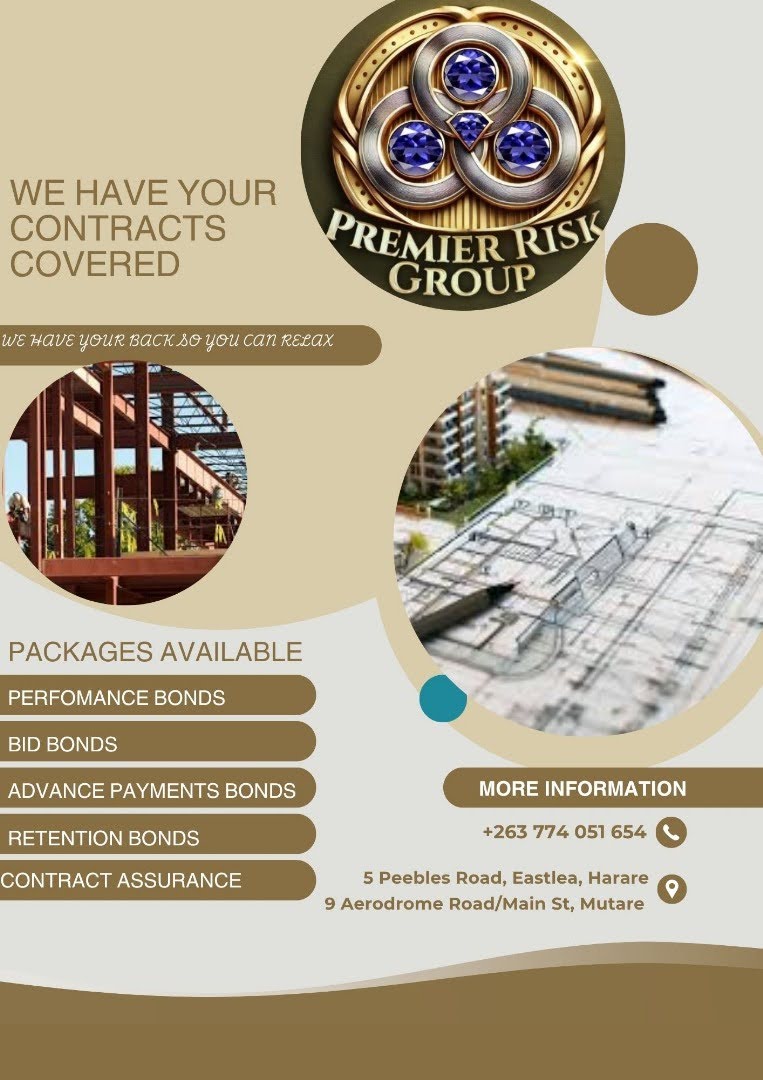 PREMIER RISK
GROUP
WE HAVE YOUR
CONTRACTS
COVERED
WE HAVE YOUR BACK SO YOU CAN RELAX
PACKAGES AVAILABLE
PERFOMANCE BONDS
BID BONDS
ADVANCE PAYMENTS BONDS
RETENTION BONDS
CONTRACT ASSURANCE
MORE INFORMATION
+263 774 051 654
5 Peebles Road, Eastlea, Harare
9 Aerodrome Road/Main St, Mutare